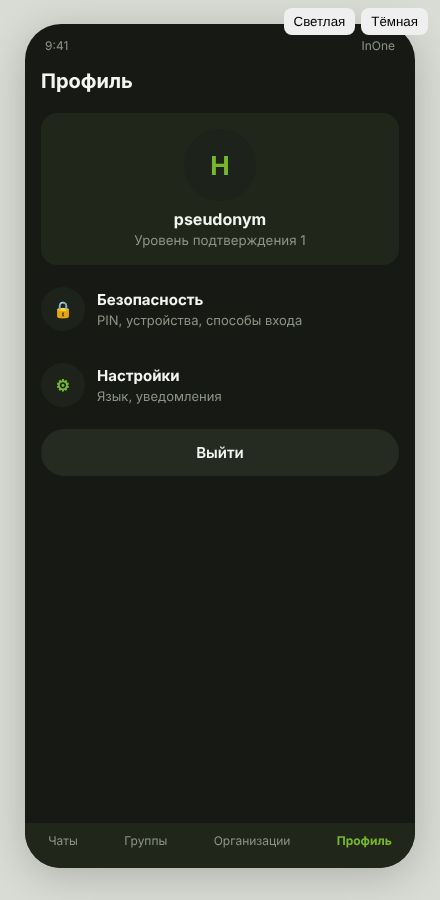 Светлая Тёмная
9:41 InOne
Профиль
Н
pseudonym
Уровень подтверждения 1
Безопасность
PIN, устройства, способы входа
Настройки
Язык, уведомления
Выйти
Чаты Группы Организации Профиль